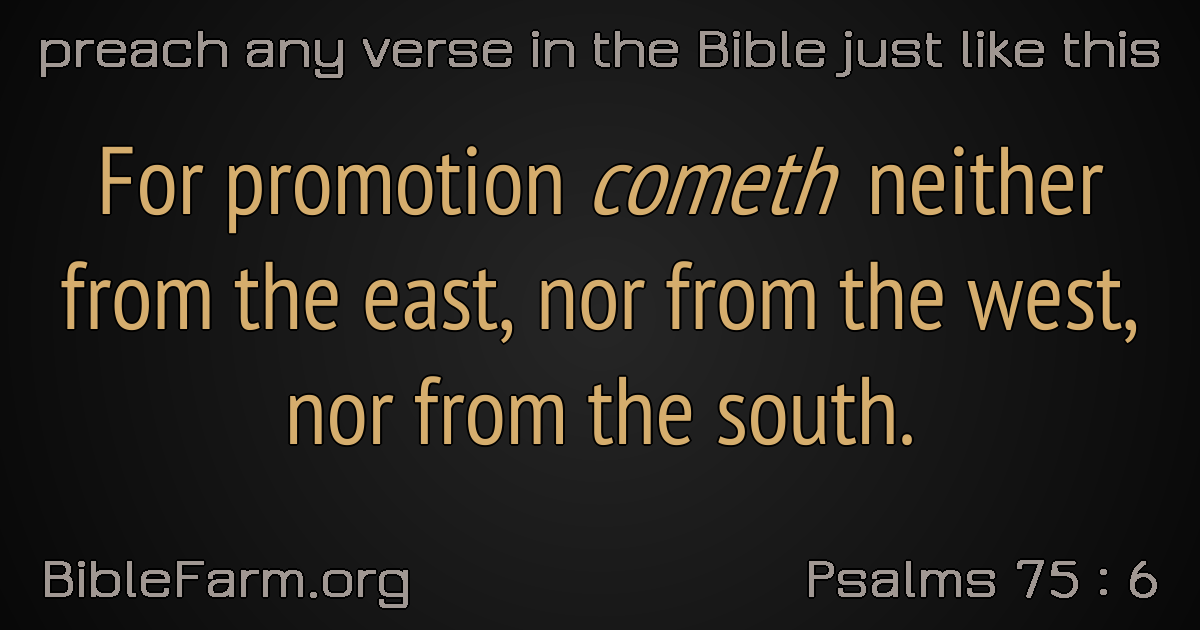 preach any verse in the Bible just like this
For promotion cometh neither
from the east, nor from the west,
nor from the south.
BibleFarm.org
Psalms 75 : 6